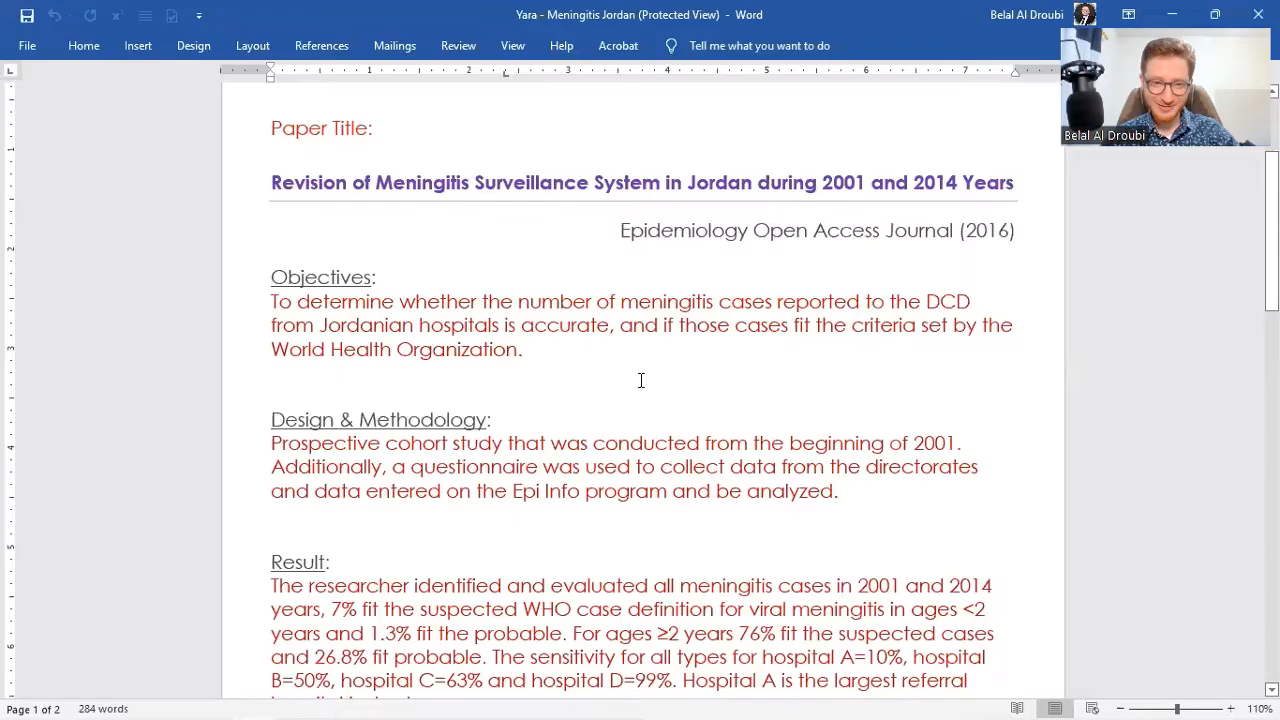 Yara - Meningitis Jordan (Protected View) - Word
Belal Al Droubi
File Home Insert Design Layout References Mailings Review View Help Acrobat Tell me what you want to do
1 2 3 4 5 6 7
Belal Al Droubi
Paper Title:
Revision of Meningitis Surveillance System in Jordan during 2001 and 2014 Years
Epidemiology Open Access Journal (2016)
Objectives:
To determine whether the number of meningitis cases reported to the DCD
from Jordanian hospitals is accurate, and if those cases fit the criteria set by the
World Health Organization.
Design & Methodology:
Prospective cohort study that was conducted from the beginning of 2001.
Additionally, a questionnaire was used to collect data from the directorates
and data entered on the Epi Info program and be analyzed.
Result:
The researcher identified and evaluated all meningitis cases in 2001 and 2014
years, 7% fit the suspected WHO case definition for viral meningitis in ages <2
years and 1.3% fit the probable. For ages ≥2 years 76% fit the suspected cases
and 26.8% fit probable. The sensitivity for all types for hospital A=10%, hospital
B=50%, hospital C=63% and hospital D=99%. Hospital A is the largest referral
Page 1 of 2 284 words
110%